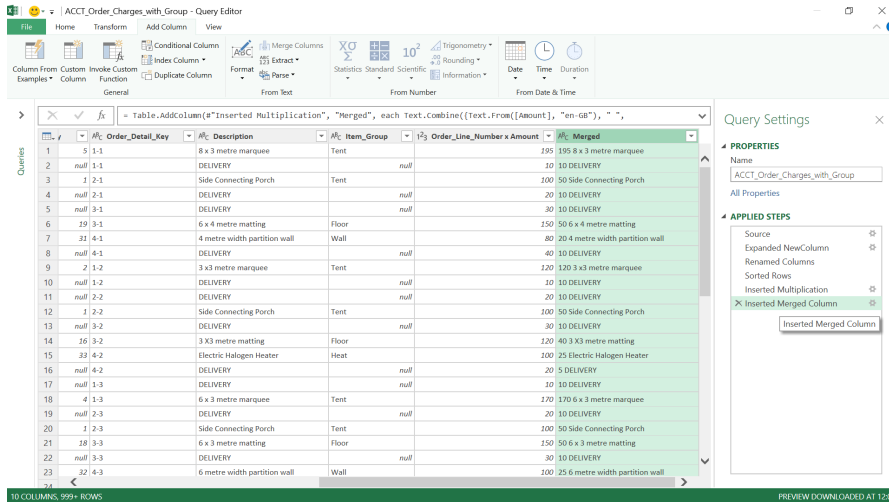 ACCT_Order_Charges_with_Group - Query Editor
File Home Transform Add Column View
Column From Examples Custom Column Invoke Custom Function
Conditional Column
Index Column
Duplicate Column
General
Format
Merge Columns
Extract
Parse
From Text
Statistics Standard Scientific
Trigonometry
Rounding
Information
From Number
Date Time Duration
From Date & Time
= Table.AddColumn(#"Inserted Multiplication", "Merged", each Text.Combine({Text.From([Amount], "en-GB"), " ",
Queries
y Order_Detail_Key Description Item_Group Order_Line_Number x Amount Merged
1 5 1-1 8 x 3 metre marquee Tent 195 195 8 x 3 metre marquee
2 null 1-1 DELIVERY null 10 10 DELIVERY
3 1 2-1 Side Connecting Porch Tent 100 50 Side Connecting Porch
4 null 2-1 DELIVERY null 20 10 DELIVERY
5 null 3-1 DELIVERY null 30 10 DELIVERY
6 19 3-1 6 x 4 metre matting Floor 150 50 6 x 4 metre matting
7 31 4-1 4 metre width partition wall Wall 80 20 4 metre width partition wall
8 null 4-1 DELIVERY null 40 10 DELIVERY
9 2 1-2 3 x3 metre marquee Tent 120 120 3 x3 metre marquee
10 null 1-2 DELIVERY null 10 10 DELIVERY
11 null 2-2 DELIVERY null 20 10 DELIVERY
12 1 2-2 Side Connecting Porch Tent 100 50 Side Connecting Porch
13 null 3-2 DELIVERY null 30 10 DELIVERY
14 16 3-2 3 X3 metre matting Floor 120 40 3 X3 metre matting
15 33 4-2 Electric Halogen Heater Heat 100 25 Electric Halogen Heater
16 null 4-2 DELIVERY null 20 5 DELIVERY
17 null 1-3 DELIVERY null 10 10 DELIVERY
18 4 1-3 6 x 3 metre marquee Tent 170 170 6 x 3 metre marquee
19 null 2-3 DELIVERY null 20 10 DELIVERY
20 1 2-3 Side Connecting Porch Tent 100 50 Side Connecting Porch
21 18 3-3 6 x 3 metre matting Floor 150 50 6 x 3 metre matting
22 null 3-3 DELIVERY null 30 10 DELIVERY
23 32 4-3 6 metre width partition wall Wall 100 25 6 metre width partition wall
24
Query Settings
PROPERTIES
Name
ACCT_Order_Charges_with_Group
All Properties
APPLIED STEPS
Source
Expanded NewColumn
Renamed Columns
Sorted Rows
Inserted Multiplication
Inserted Merged Column
Inserted Merged Column
10 COLUMNS, 999+ ROWS
PREVIEW DOWNLOADED AT 12: